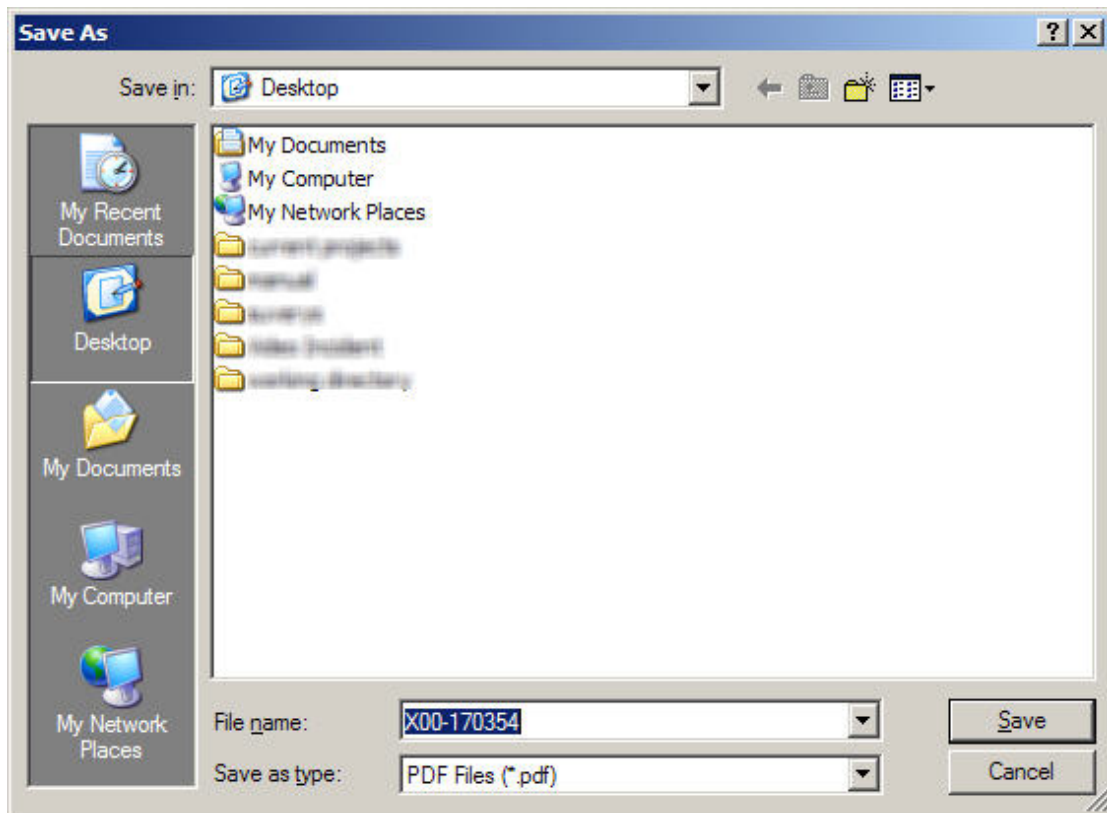 Save As
Save in:
Desktop
My Recent
Documents
Desktop
My Documents
My Computer
My Network
Places
My Documents
My Computer
My Network Places
File name:
X00-170354
Save
Save as type:
PDF Files (*.pdf)
Cancel